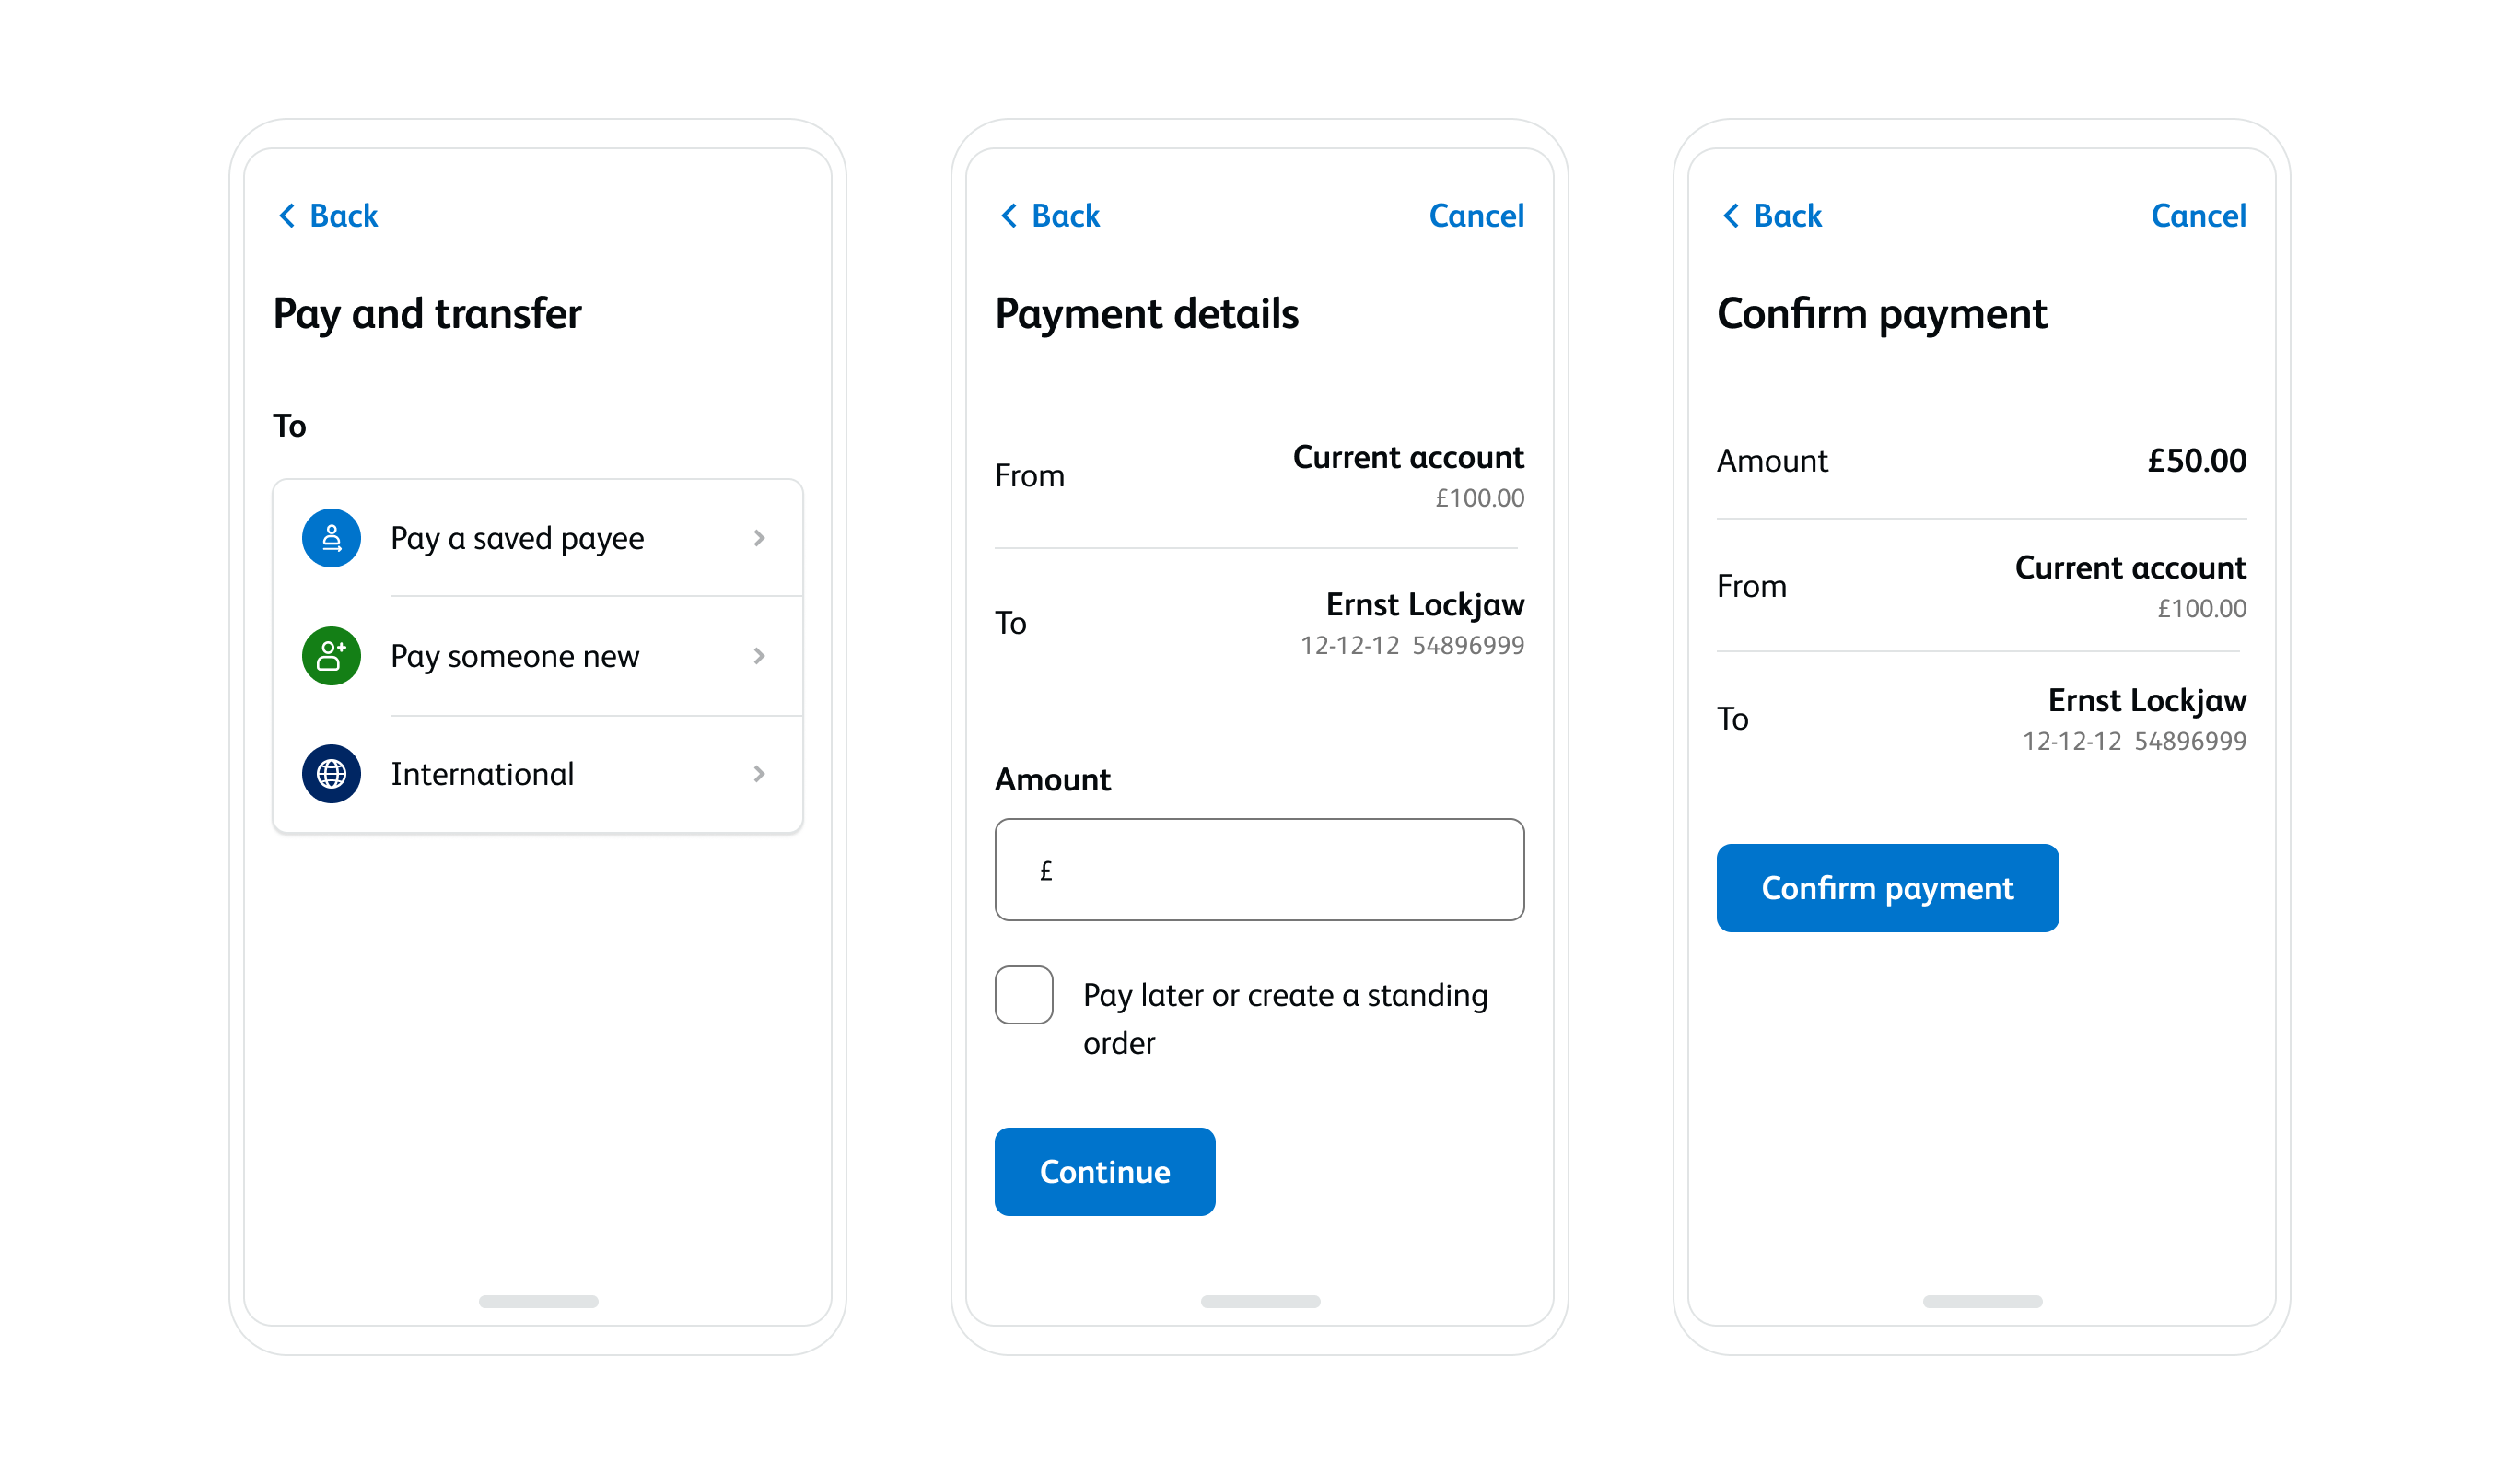 Back
Pay and transfer
To
Pay a saved payee
Pay someone new
International
Back Cancel
Payment details
From
Current account
£100.00
To
Ernst Lockjaw
12-12-12 54896999
Amount
£
Pay later or create a standing
order
Continue
Back Cancel
Confirm payment
Amount £50.00
From
Current account
£100.00
To
Ernst Lockjaw
12-12-12 54896999
Confirm payment